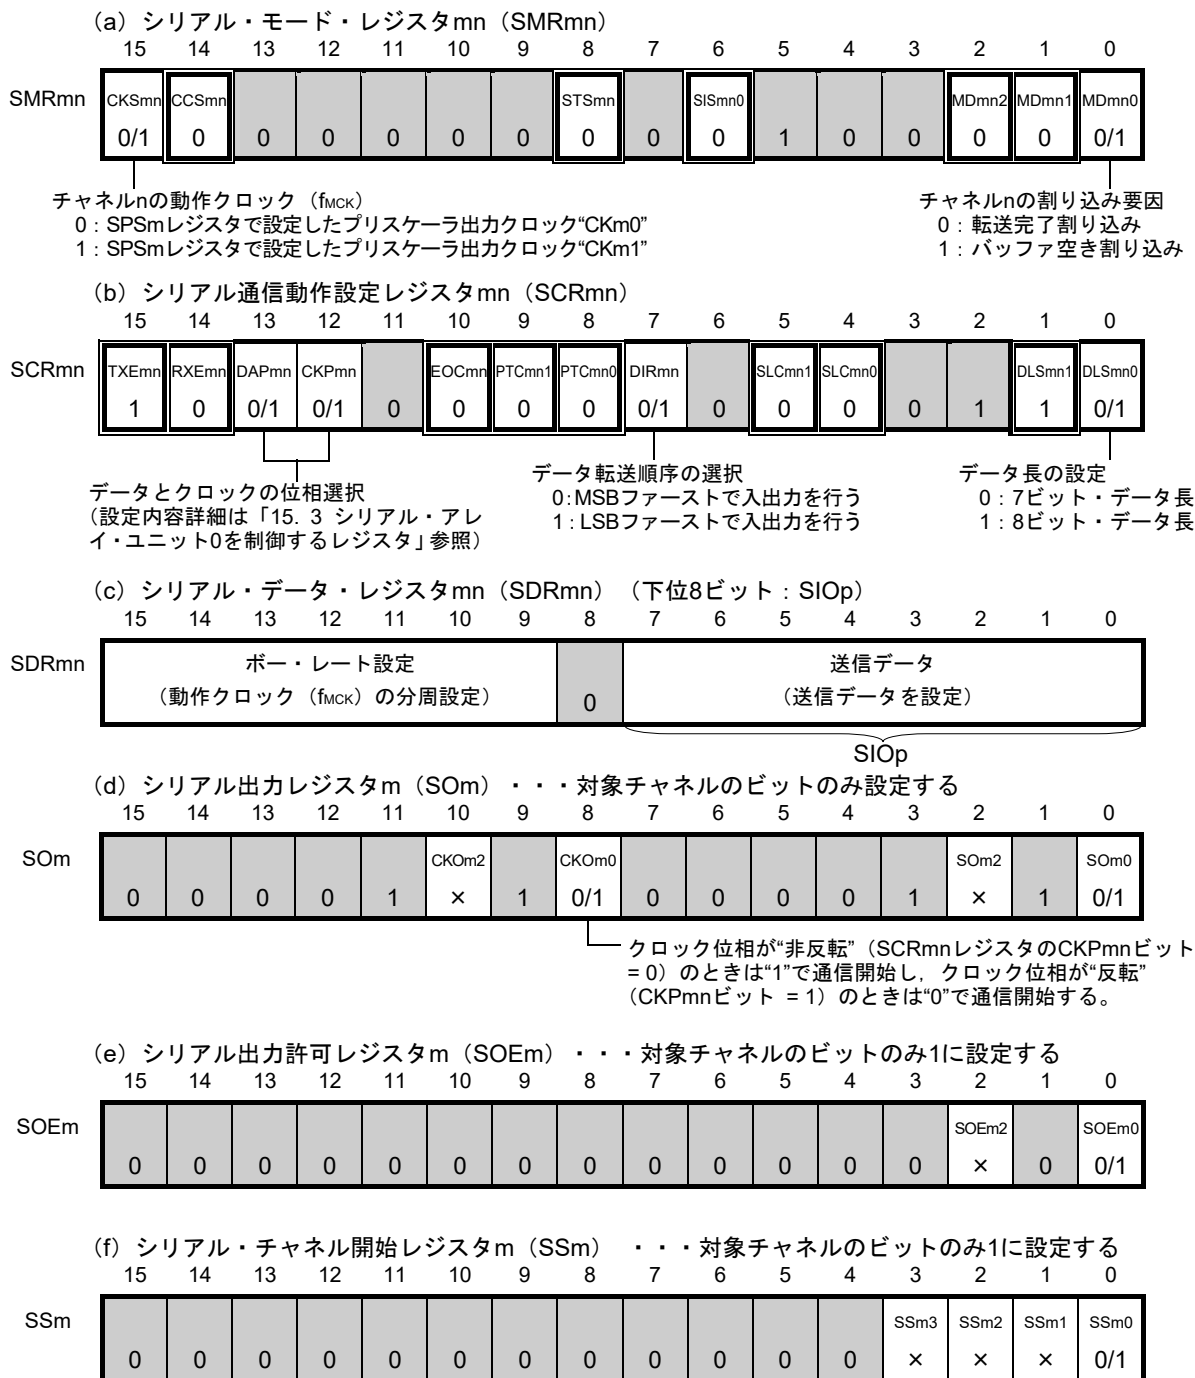 (a) シリアル・モード・レジスタmn（SMRmn）
15 14 13 12 11 10 9 8 7 6 5 4 3 2 1 0
SMRmn CKSmn CCSmn STSmn SISmn0 MDmn2 MDmn1 MDmn0
0/1 0 0 0 0 0 0 0 0 0 1 0 0 0 0 0/1
チャネルnの動作クロック（fMCK）
0：SPSmレジスタで設定したプリスケーラ出力クロック“CKm0”
1：SPSmレジスタで設定したプリスケーラ出力クロック“CKm1”
チャネルnの割り込み要因
0：転送完了割り込み
1：バッファ空き割り込み
(b) シリアル通信動作設定レジスタmn（SCRmn）
15 14 13 12 11 10 9 8 7 6 5 4 3 2 1 0
SCRmn TXEmn RXEmn DAPmn CKPmn EOCmn PTCmn1 PTCmn0 DIRmn SLCmn1 SLCmn0 DLSmn1 DLSmn0
1 0 0/1 0/1 0 0 0 0 0/1 0 0 0 0 1 1 0/1
データとクロックの位相選択
（設定内容詳細は「15. 3 シリアル・アレ
イ・ユニット0を制御するレジスタ」参照）
データ転送順序の選択
0：MSBファーストで入出力を行う
1：LSBファーストで入出力を行う
データ長の設定
0：7ビット・データ長
1：8ビット・データ長
(c) シリアル・データ・レジスタmn（SDRmn）（下位8ビット：SIOp）
15 14 13 12 11 10 9 8 7 6 5 4 3 2 1 0
SDRmn ボー・レート設定 送信データ
（動作クロック（fMCK）の分周設定） 0 （送信データを設定）
SIOp
(d) シリアル出力レジスタm（SOm）・・・対象チャネルのビットのみ設定する
15 14 13 12 11 10 9 8 7 6 5 4 3 2 1 0
SOm CKOm2 CKOm0 SOm2 SOm0
0 0 0 0 1 × 1 0/1 0 0 0 0 1 × 1 0/1
クロック位相が“非反転”（SCRmnレジスタのCKPmnビット
= 0）のときは“1”で通信開始し，クロック位相が“反転”
（CKPmnビット = 1）のときは“0”で通信開始する。
(e) シリアル出力許可レジスタm（SOEm）・・・対象チャネルのビットのみ1に設定する
15 14 13 12 11 10 9 8 7 6 5 4 3 2 1 0
SOEm SOEm2 SOEm0
0 0 0 0 0 0 0 0 0 0 0 0 0 × 0 0/1
(f) シリアル・チャネル開始レジスタm（SSm） ・・・対象チャネルのビットのみ1に設定する
15 14 13 12 11 10 9 8 7 6 5 4 3 2 1 0
SSm SSm3 SSm2 SSm1 SSm0
0 0 0 0 0 0 0 0 0 0 0 0 × × × 0/1